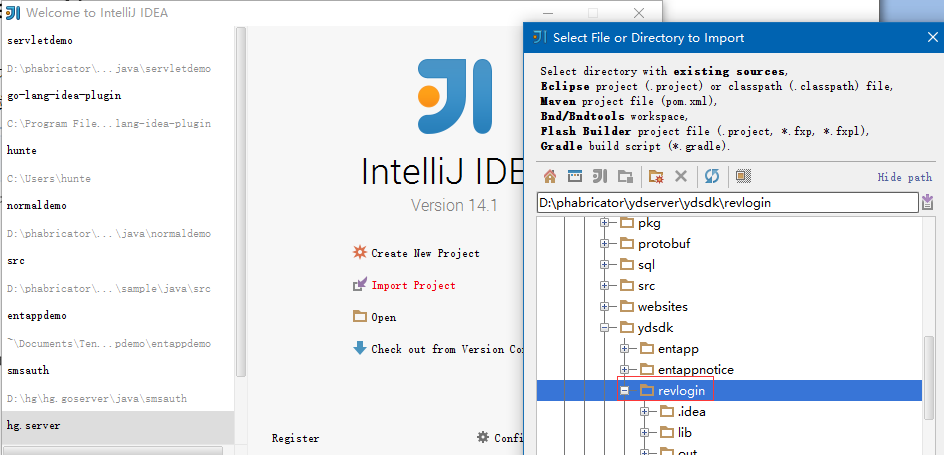 Welcome to IntelliJ IDEA
servletdemo
D:\phabricator\...java\servletdemo
go-lang-idea-plugin
C:\Program File...lang-idea-plugin
hunte
C:\Users\hunte
normaldemo
D:\phabricator\...\java\normaldemo
src
D:\phabricator\...\sample\java\src
entappdemo
~\Documents\Ten...pdemo\entappdemo
smsauth
D:\hg\hg.goserver\java\smsauth
hg.server
IntelliJ IDE
Version 14.1
Create New Project
Import Project
Open
Check out from Version Co
Register
Confi
Select File or Directory to Import
Select directory with existing sources,
Eclipse project (.project) or classpath (.classpath) file,
Maven project file (pom.xml),
Bnd/Bndtools workspace,
Flash Builder project file (.project, *.fxp, *.fxpl),
Gradle build script (*.gradle).
Hide path
D:\phabricator\ydserver\ydsdk\revlogin
pkg
protobuf
sql
src
websites
ydsdk
entapp
entappnotice
revlogin
.idea
lib
out